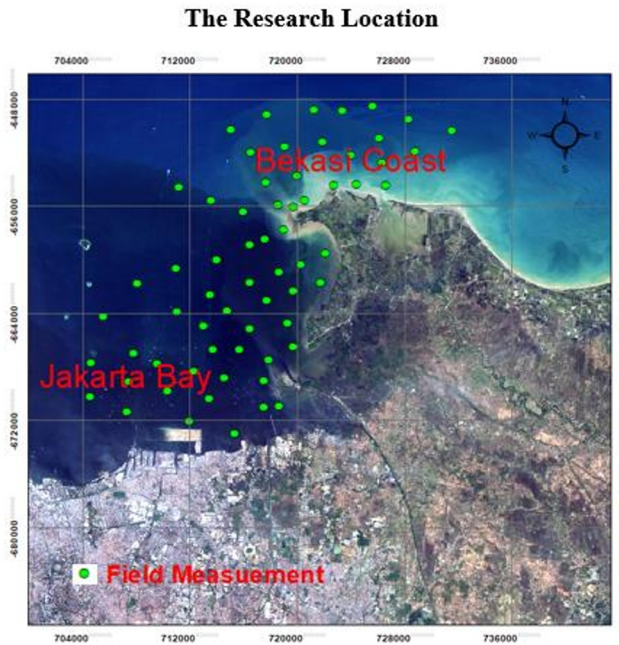 The Research Location
704000 712000 720000 728000 736000
-648000
N
W E
S
Bekasi Coast
-656000
-664000
Jakarta Bay
-672000
-680000
Field Measuement
704000 712000 720000 728000 736000